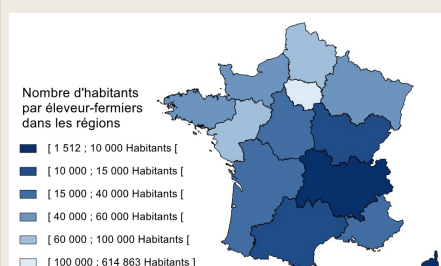 Nombre d'habitants
par éleveur-fermiers
dans les régions
[ 1 512 ; 10 000 Habitants [
[ 10 000 ; 15 000 Habitants [
[ 15 000 ; 40 000 Habitants [
[ 40 000 ; 60 000 Habitants [
[ 60 000 ; 100 000 Habitants [
[ 100 000 ; 614 863 Habitants ]